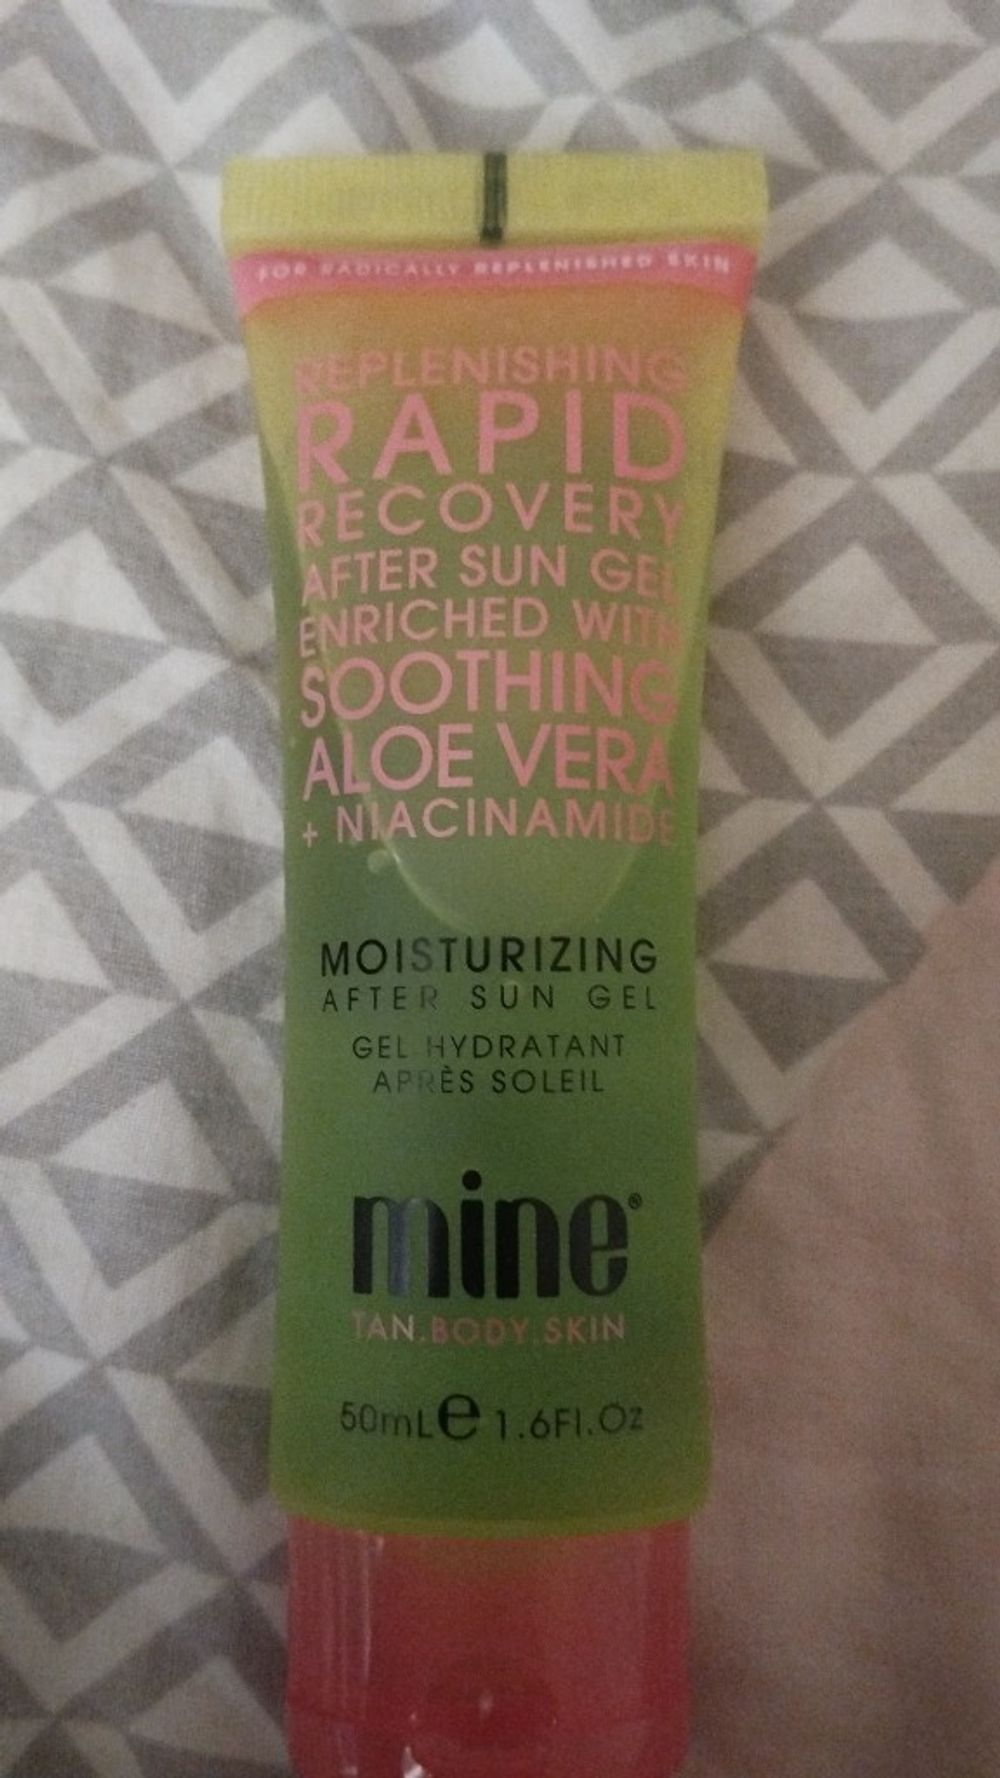 FOR RADICALLY REPLENISHED SKIN
REPLENISHING
RAPID
RECOVERY
AFTER SUN GEL
ENRICHED WITH
SOOTHING
ALOE VERA
+ NIACINAMIDE
MOISTURIZING
AFTER SUN GEL
GEL HYDRATANT
APRÈS SOLEIL
mine®
TAN.BODY.SKIN
50mL e 1.6Fl.Oz